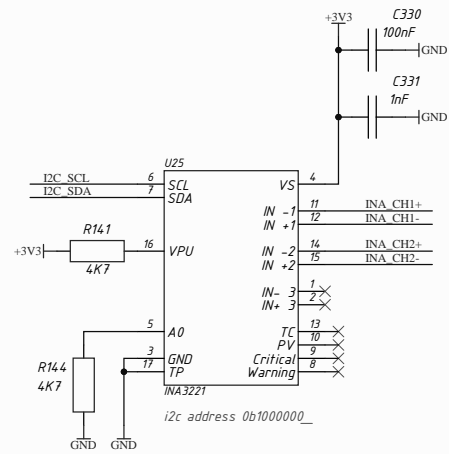 +3V3
C330
100nF
GND
C331
1nF
GND
U25
I2C_SCL 6 SCL VS 4
I2C_SDA 7 SDA
IN -1 11 INA_CH1+
IN +1 12 INA_CH1-
R141
+3V3 4K7 16 VPU
IN -2 14 INA_CH2+
IN +2 15 INA_CH2-
IN- 3 1
IN+ 3 2
5 A0 TC 13
PV 10
R144
4K7
3 GND Critical 9
17 TP Warning 8
INA3221
i2c address 0b1000000__
GND GND